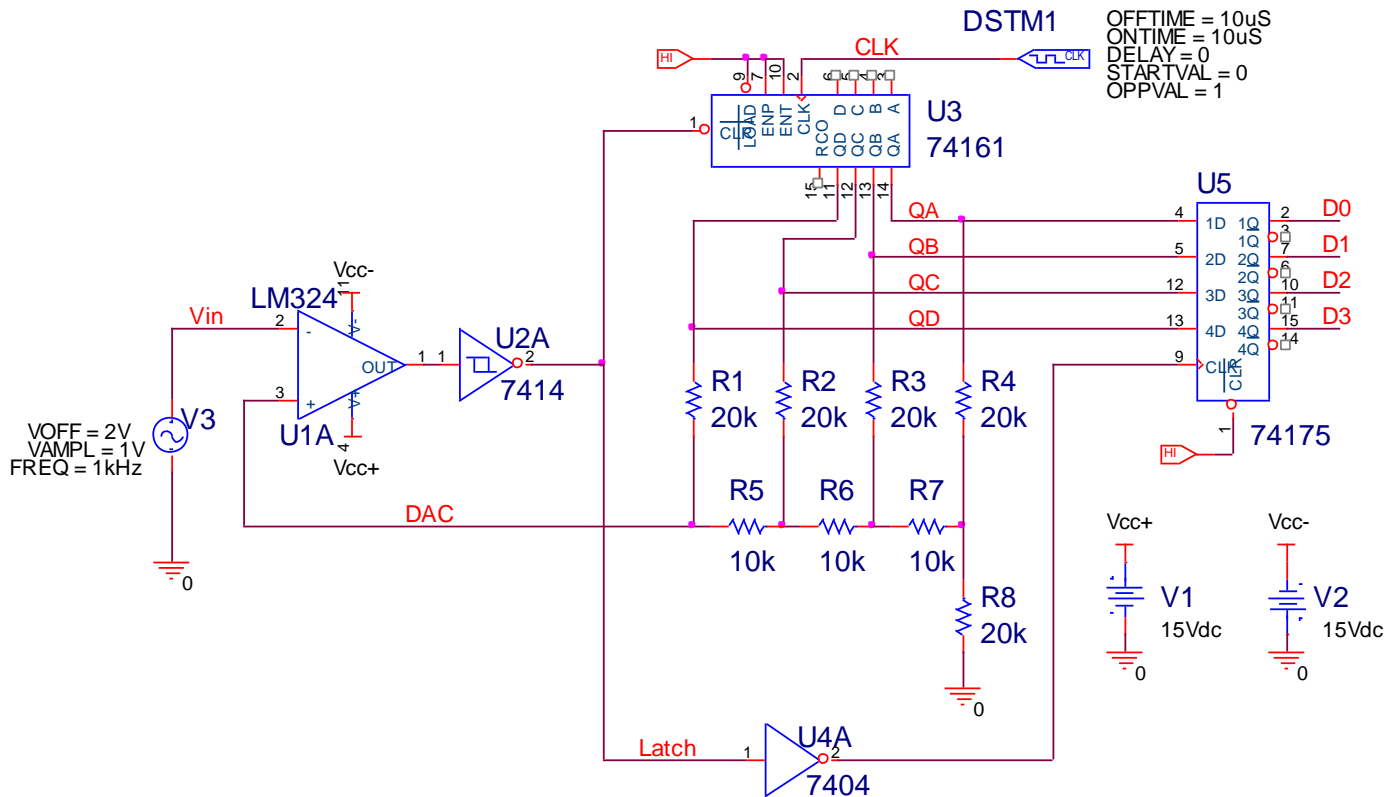 DSTM1
OFFTIME = 10uS
ONTIME = 10uS
DELAY = 0
STARTVAL = 0
OPPVAL = 1
CLK
HI
CLK
9
7
10
2
6
5
4
3
LOAD
ENP
ENT
CLK
D
C
B
A
1
CLR
RCO
QD
QC
QB
QA
U3
74161
15
11
12
13
14
U5
QA
QB
QC
QD
4
5
12
13
9
1D
2D
3D
4D
CLK
CLR
1Q
1Q
2Q
2Q
3Q
3Q
4Q
4Q
2
3
7
6
10
11
15
14
D0
D1
D2
D3
1
HI
74175
Vcc-
11
LM324
Vin
2
-
V-
OUT
1
3
+
V+
U1A
4
Vcc+
1
U2A
2
7414
V3
VOFF = 2V
VAMPL = 1V
FREQ = 1kHz
0
R1
20k
R2
20k
R3
20k
R4
20k
DAC
R5
10k
R6
10k
R7
10k
R8
20k
0
Vcc+
V1
15Vdc
0
Vcc-
V2
15Vdc
0
Latch
1
U4A
2
7404